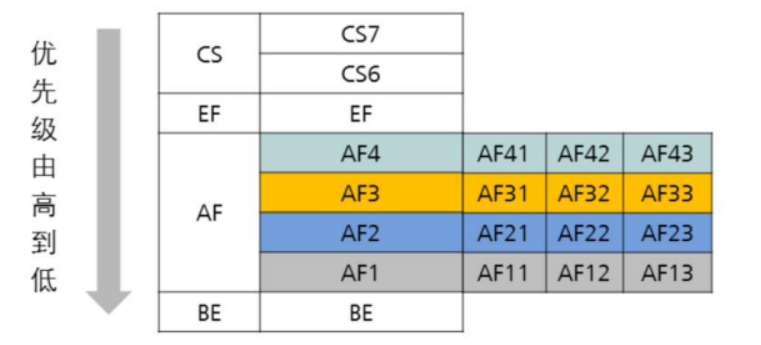 优先级由高到低
CS CS7
CS6
EF EF
AF AF4 AF41 AF42 AF43
AF3 AF31 AF32 AF33
AF2 AF21 AF22 AF23
AF1 AF11 AF12 AF13
BE BE